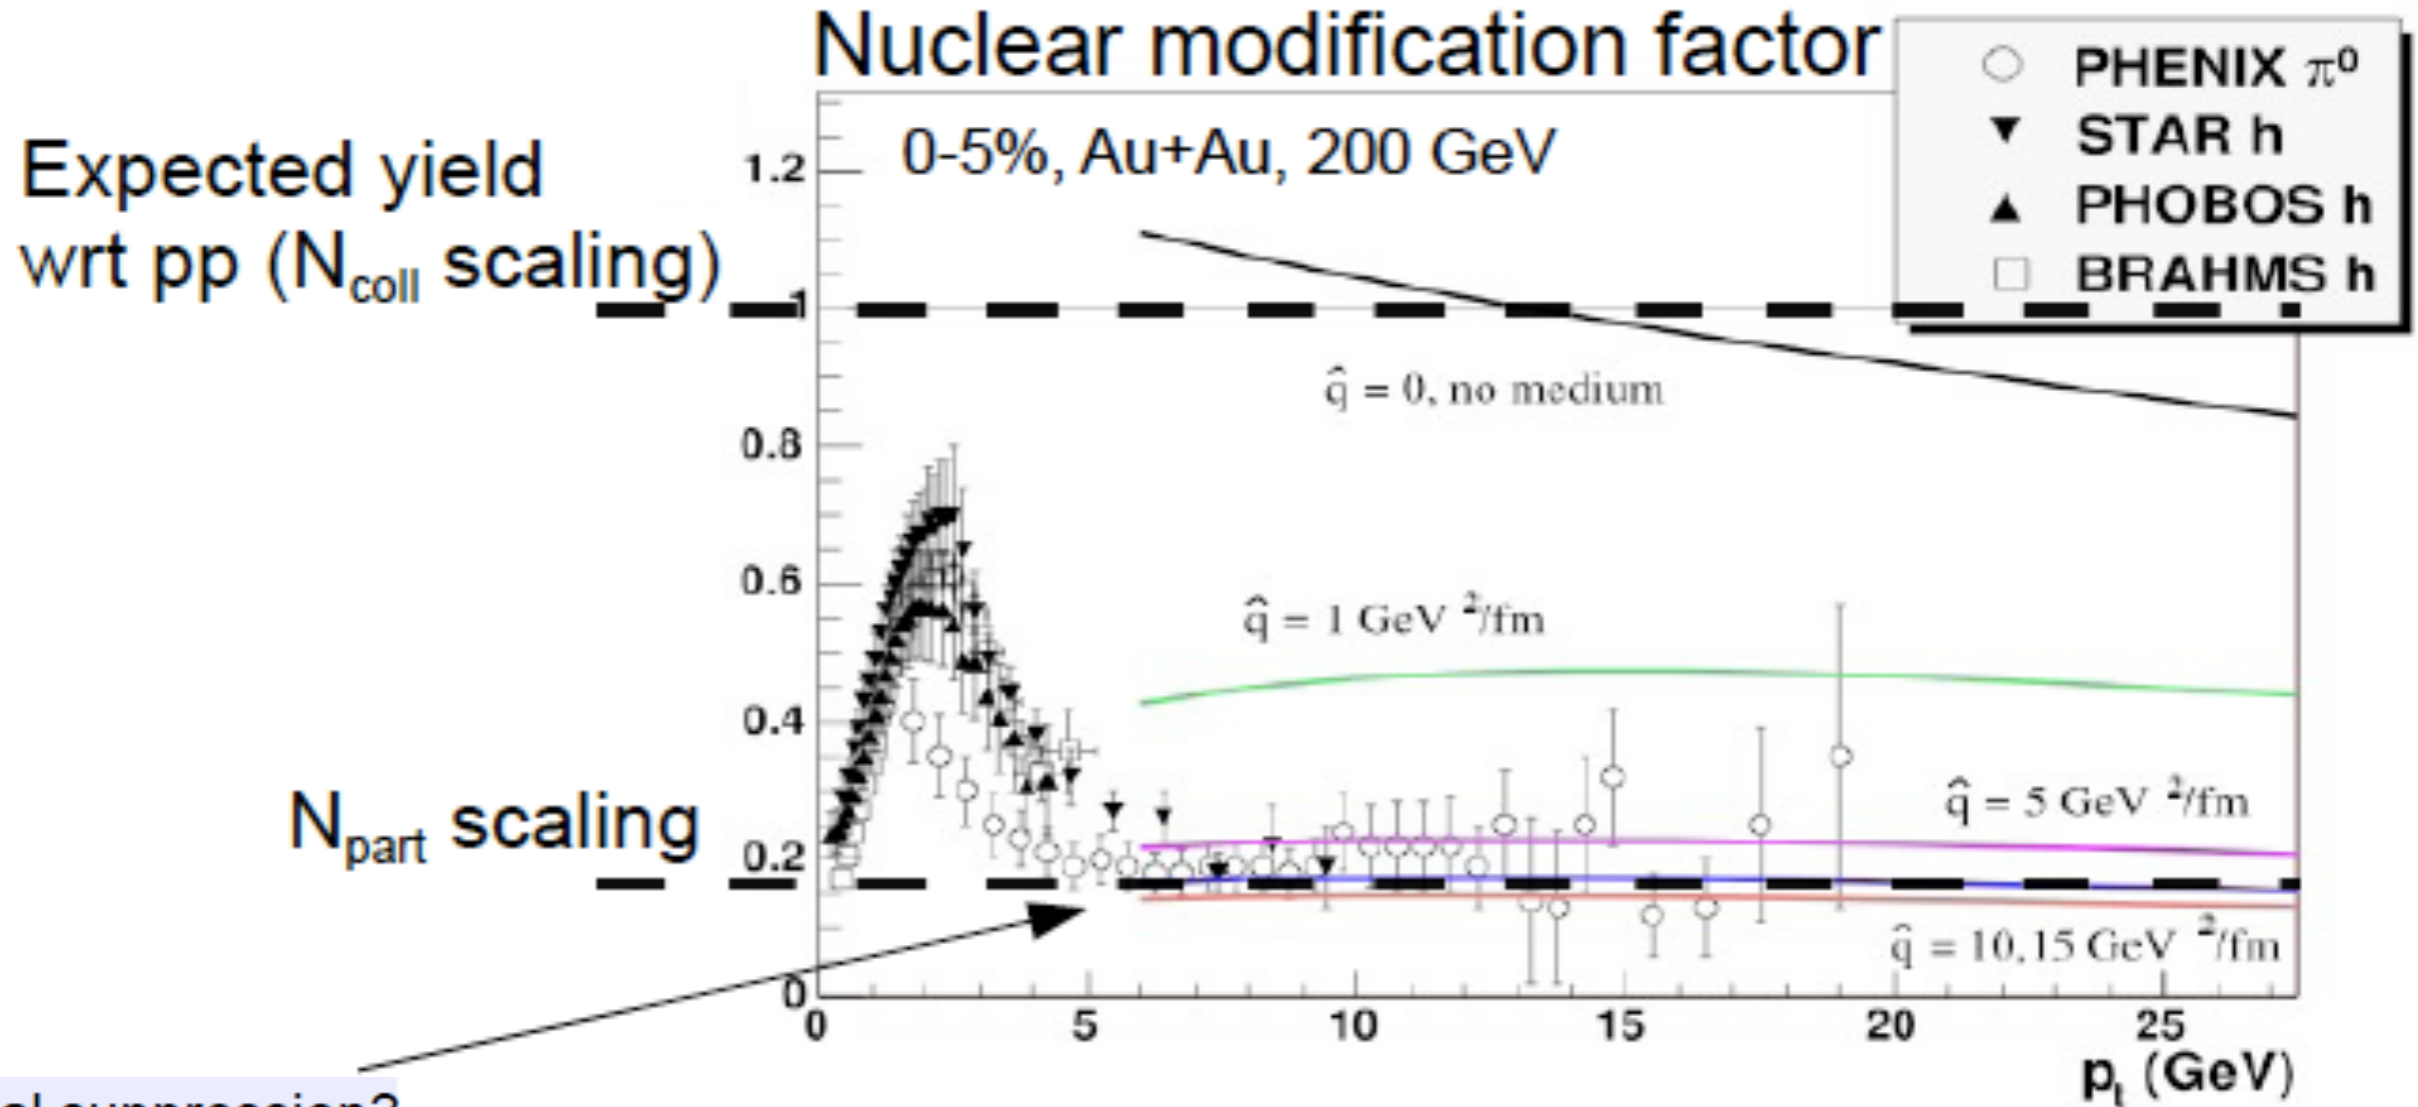 Nuclear modification factor
PHENIX π⁰
STAR h
PHOBOS h
BRAHMS h
0-5%, Au+Au, 200 GeV
Expected yield
wrt pp (N_coll scaling)
1.2
1
q̂ = 0, no medium
0.8
0.6
q̂ = 1 GeV ²/fm
0.4
q̂ = 5 GeV ²/fm
N_part scaling
0.2
q̂ = 10,15 GeV ²/fm
0
0 5 10 15 20 25
p_t (GeV)